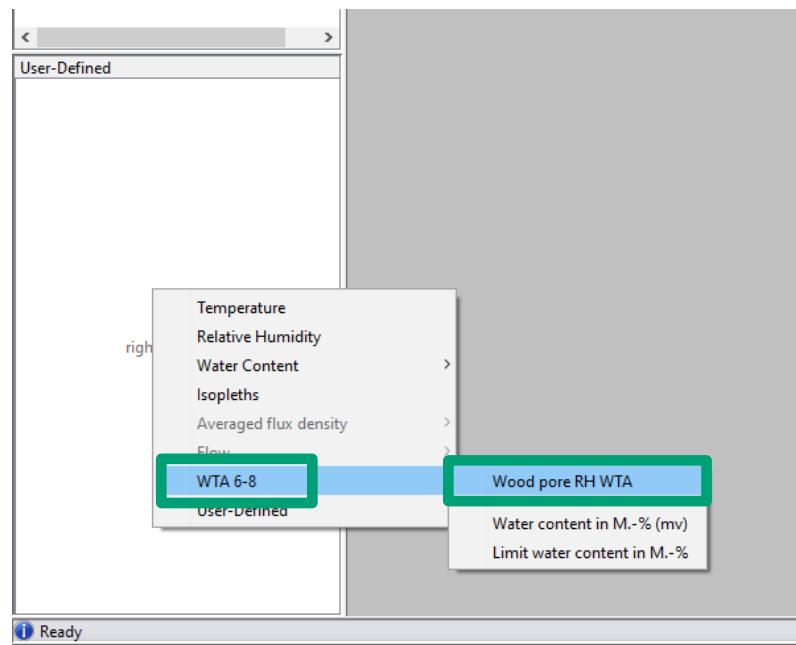 User-Defined
Temperature
Relative Humidity
righ
Water Content
Isopleths
Averaged flux density
Flow
WTA 6-8
Wood pore RH WTA
User-Defined
Water content in M.-% (mv)
Limit water content in M.-%
Ready